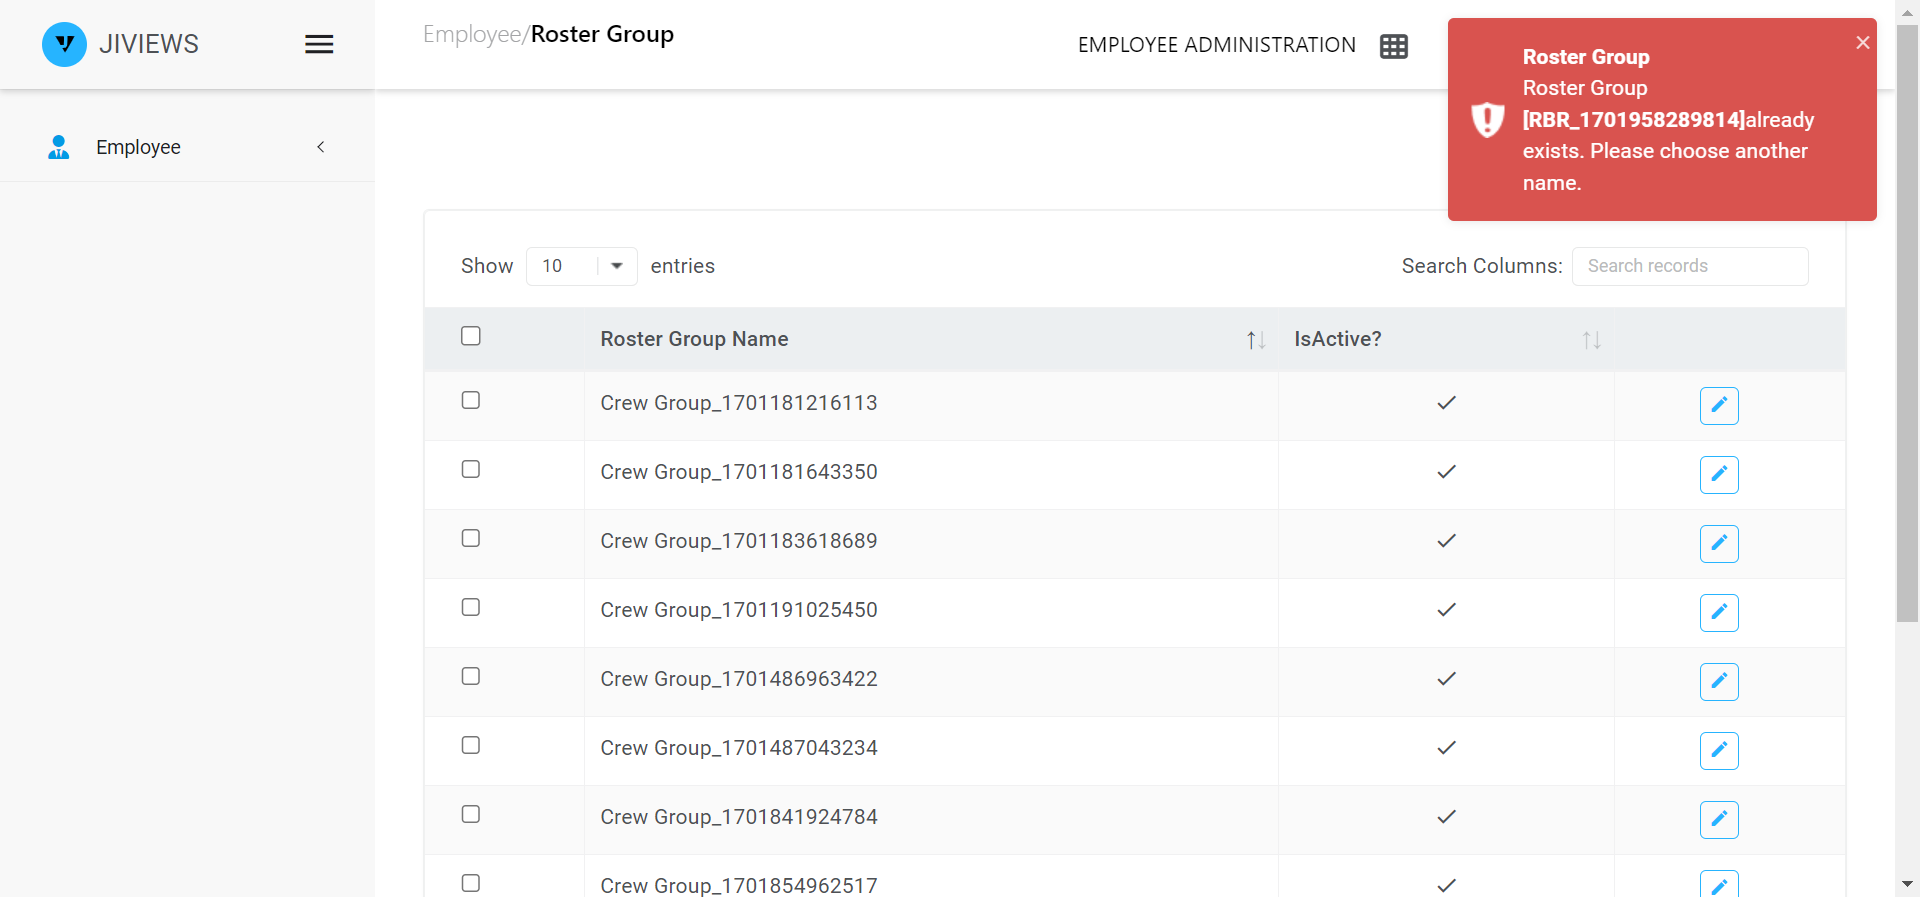 JIVIEWS
Employee/Roster Group
EMPLOYEE ADMINISTRATION
Roster Group
Roster Group
[RBR_1701958289814]already
exists. Please choose another
name.
Employee
Show 10 entries
Search Columns: Search records
Roster Group Name IsActive?
Crew Group_1701181216113
Crew Group_1701181643350
Crew Group_1701183618689
Crew Group_1701191025450
Crew Group_1701486963422
Crew Group_1701487043234
Crew Group_1701841924784
Crew Group_1701854962517